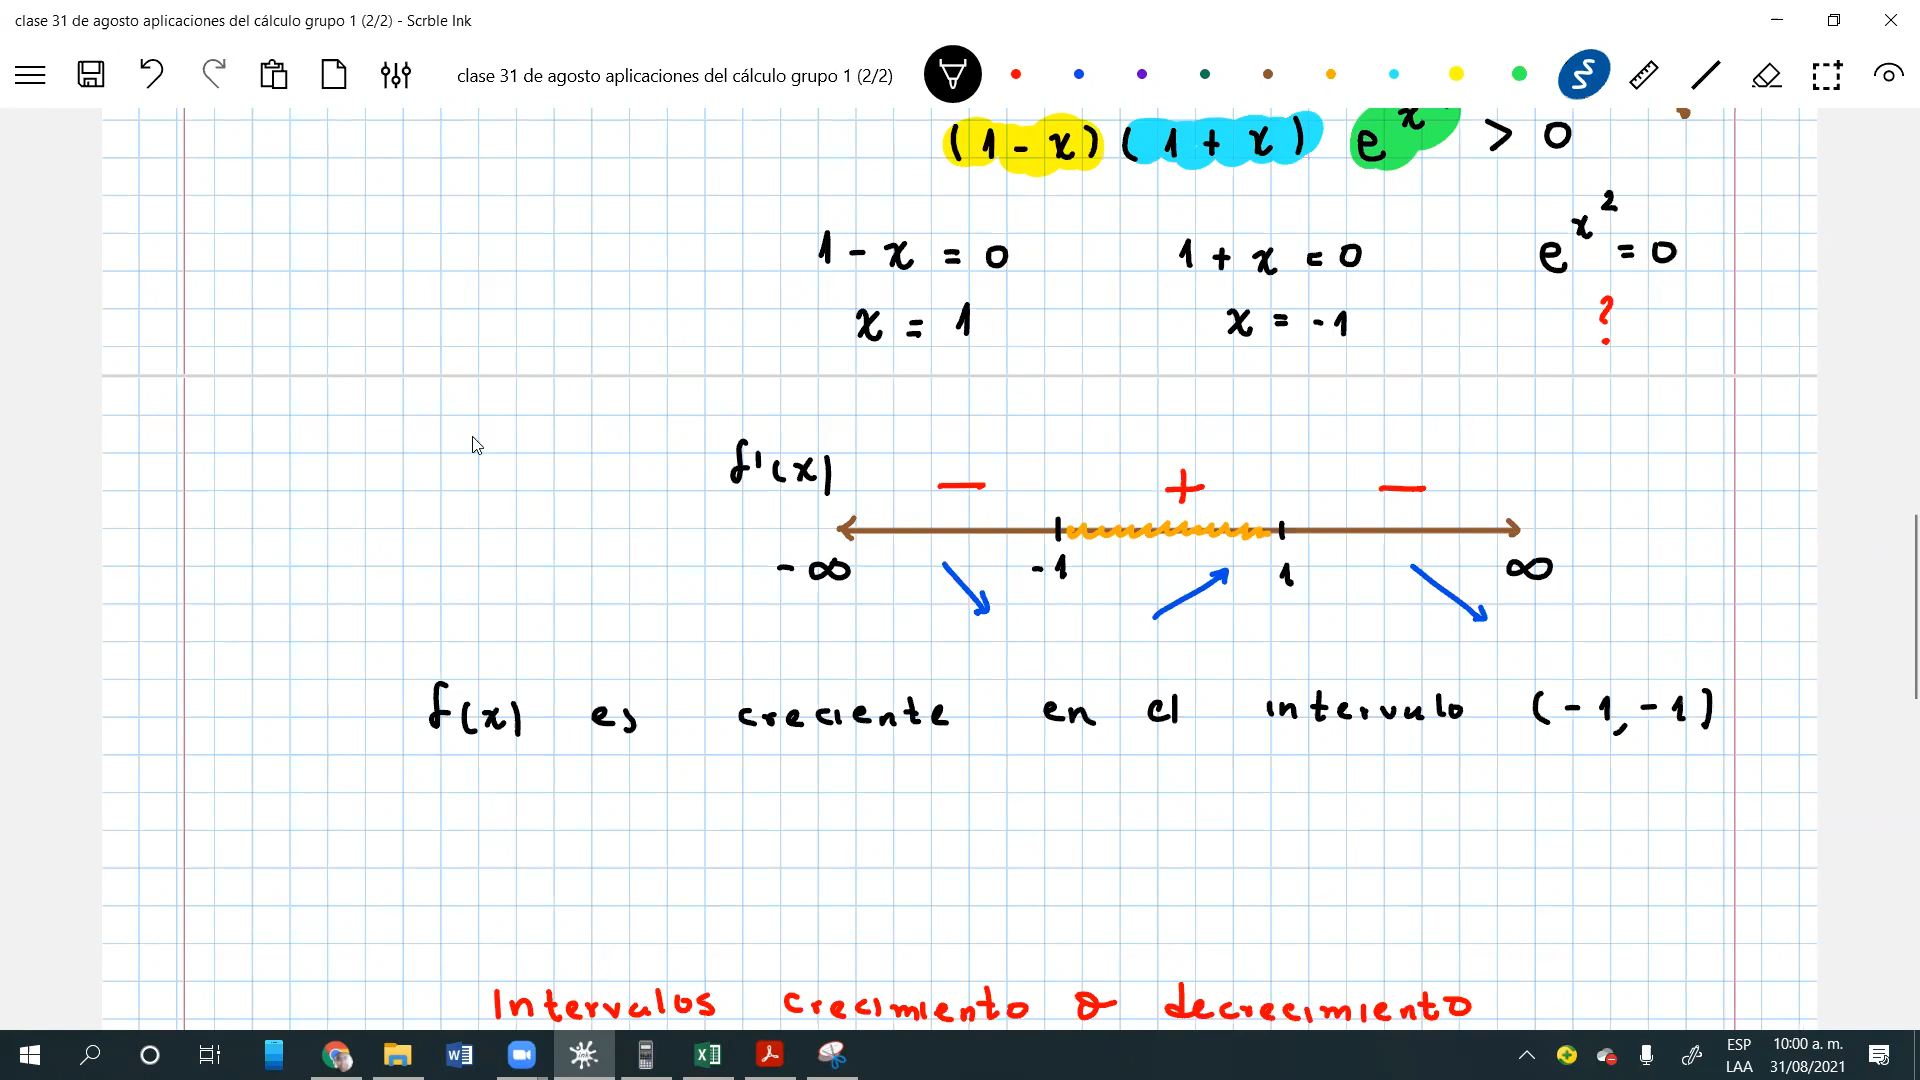 clase 31 de agosto aplicaciones del cálculo grupo 1 (2/2) - Scrble Ink
clase 31 de agosto aplicaciones del cálculo grupo 1 (2/2)
(1 - x) (1 + x) e^x > 0
1 - x = 0 1 + x = 0 e^x^2 = 0
x = 1 x = -1 ?
f'(x) — + —
- ∞ -1 1 ∞
f(x) es creciente en el intervalo (-1, -1)
Intervalos crecimiento & decrecimiento
ESP 10:00 a. m.
LAA 31/08/2021